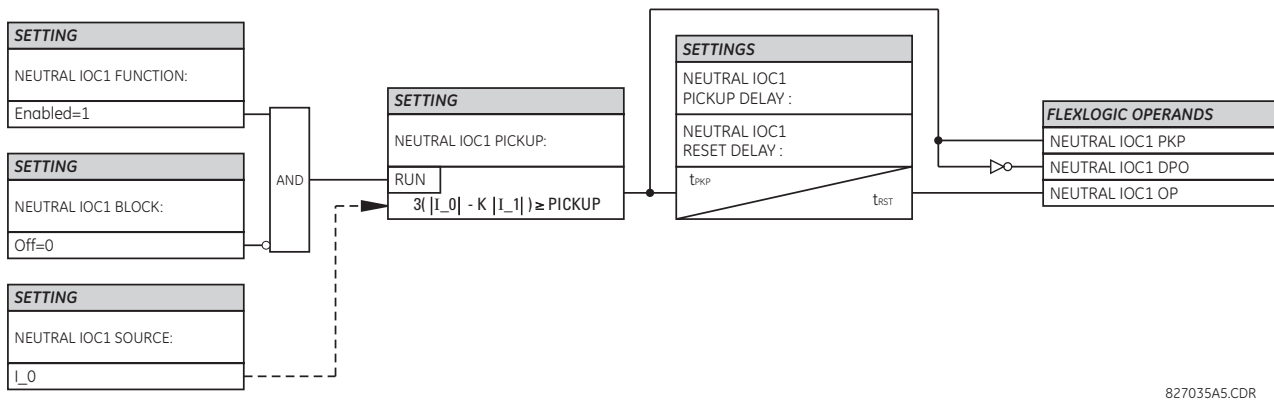 SETTING
NEUTRAL IOC1 FUNCTION:
Enabled=1
SETTING
NEUTRAL IOC1 BLOCK:
Off=0
SETTING
NEUTRAL IOC1 SOURCE:
I_0
AND
SETTING
NEUTRAL IOC1 PICKUP:
RUN
3( |I_0| - K |I_1| ) ≥ PICKUP
SETTINGS
NEUTRAL IOC1
PICKUP DELAY :
NEUTRAL IOC1
RESET DELAY :
tPKP
tRST
FLEXLOGIC OPERANDS
NEUTRAL IOC1 PKP
NEUTRAL IOC1 DPO
NEUTRAL IOC1 OP
827035A5.CDR